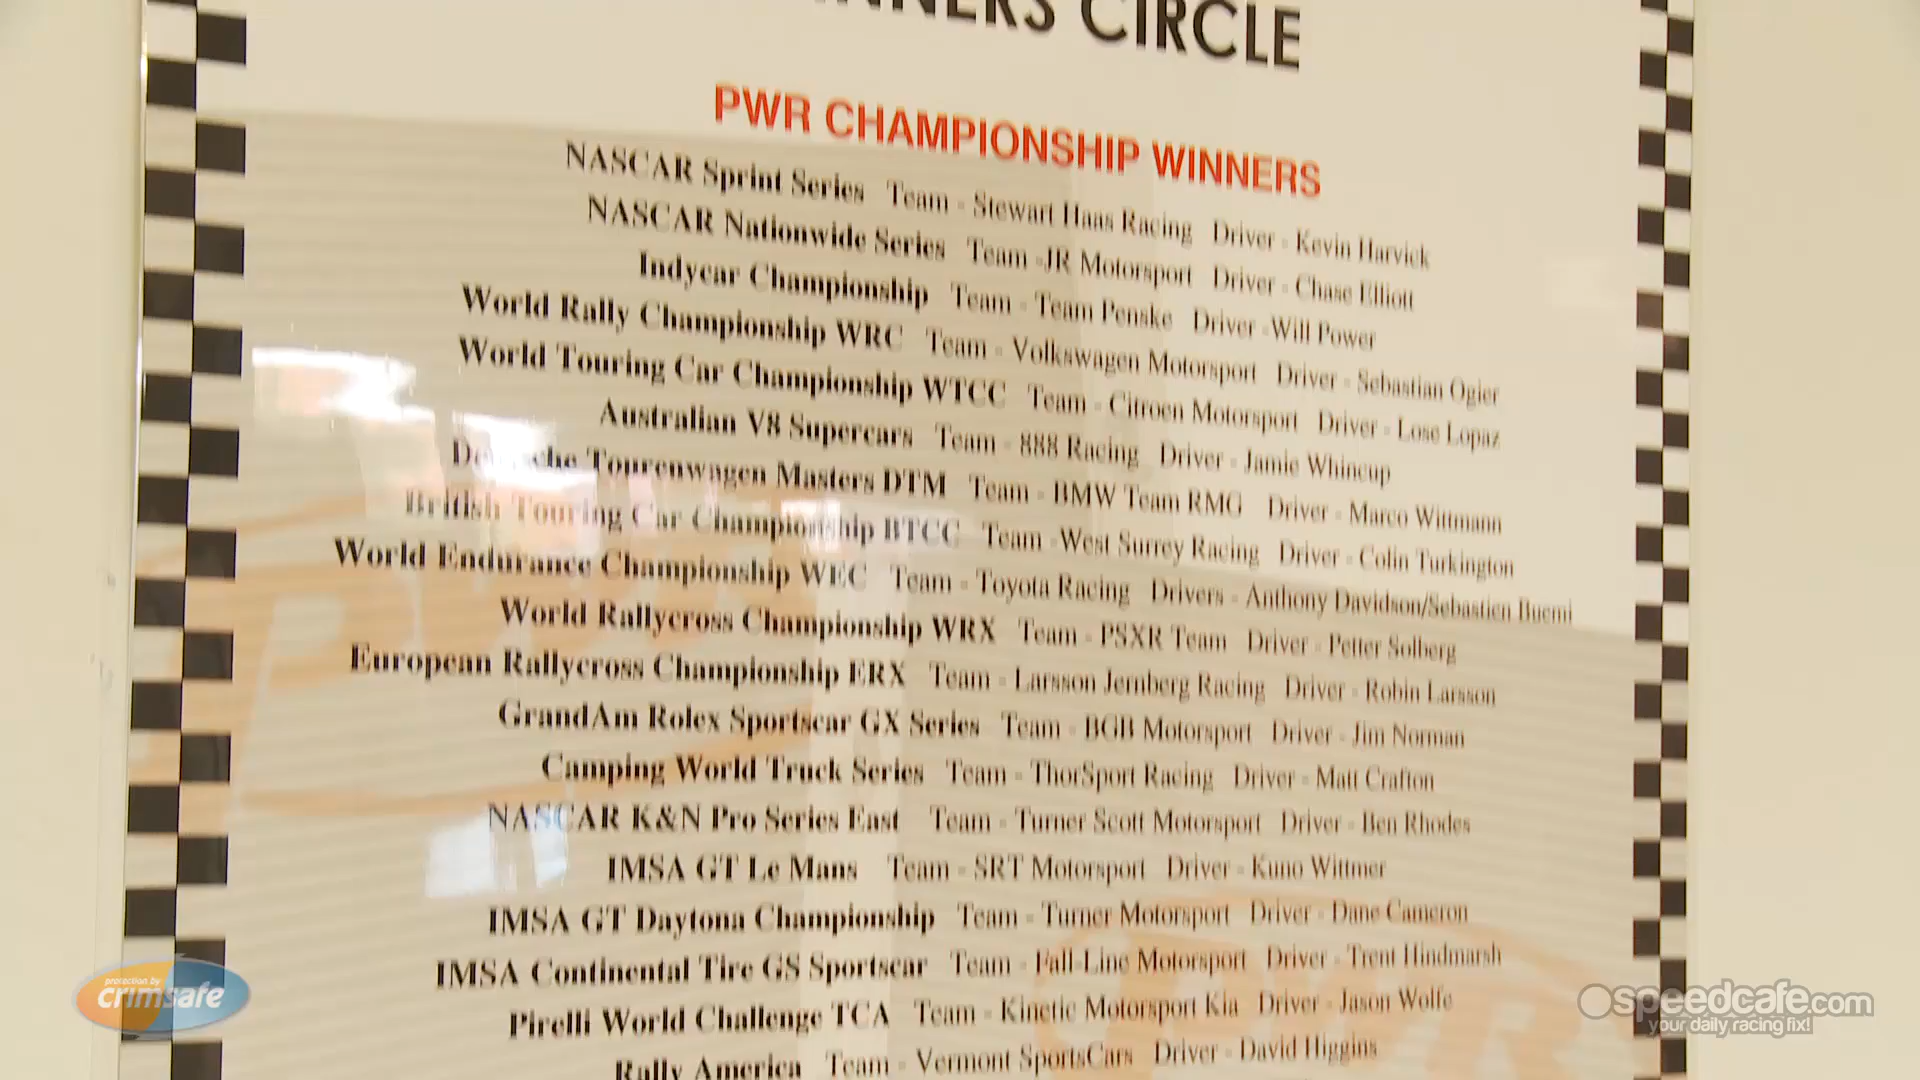 CIRCLE
PWR CHAMPIONSHIP WINNERS
NASCAR Sprint Series Team - Stewart Haas Racing Driver - Kevin Harvick
NASCAR Nationwide Series Team -JR Motorsport Driver - Chase Elliott
Indycar Championship Team - Team Penske Driver -Will Power
World Rally Championship WRC Team - Volkswagen Motorsport Driver - Sebastian Ogier
World Touring Car Championship WTCC Team - Citroen Motorsport Driver - Lose Lopaz
Australian V8 Supercars Team - 888 Racing Driver - Jamie Whincup
Deutsche Tourenwagen Masters DTM Team - BMW Team RMG Driver - Marco Wittmann
British Touring Car Championship BTCC Team -West Surrey Racing Driver - Colin Turkington
World Endurance Championship WEC Team - Toyota Racing Drivers - Anthony Davidson/Sebastien Buemi
World Rallycross Championship WRX Team - PSXR Team Driver - Petter Solberg
European Rallycross Championship ERX Team - Larsson Jernberg Racing Driver - Robin Larsson
GrandAm Rolex Sportscar GX Series Team - BGB Motorsport Driver - Jim Norman
Camping World Truck Series Team - ThorSport Racing Driver - Matt Crafton
NASCAR K&N Pro Series East Team - Turner Scott Motorsport Driver - Ben Rhodes
IMSA GT Le Mans Team - SRT Motorsport Driver - Kuno Wittmer
IMSA GT Daytona Championship Team - Turner Motorsport Driver - Dane Cameron
IMSA Continental Tire GS Sportscar Team - Fall-Line Motorsport Driver - Trent Hindmarsh
Pirelli World Challenge TCA Team - Kinetic Motorsport Kia Driver - Jason Wolfe
Rally America Team - Vermont SportsCars Driver - David Higgins
protection by
crimsafe
speedcafe.com
your daily racing fix!